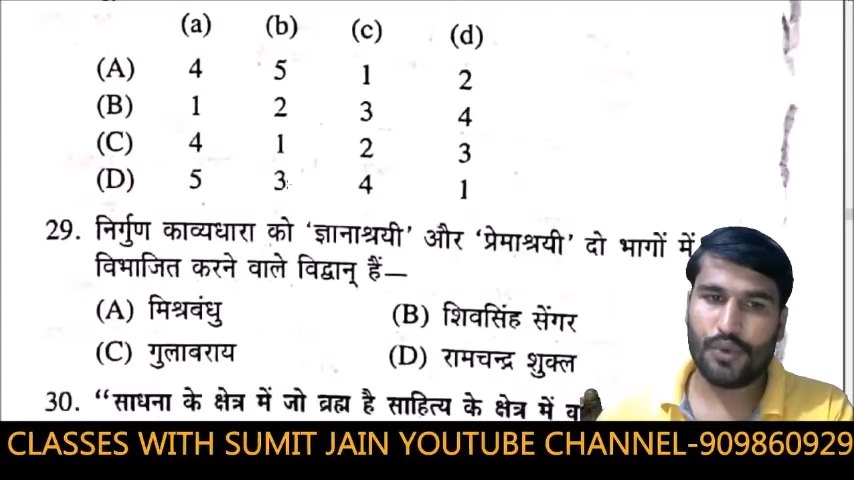 (a) (b) (c) (d)
(A) 4 5 1 2
(B) 1 2 3 4
(C) 4 1 2 3
(D) 5 3 4 1
29. निर्गुण काव्यधारा को 'ज्ञानाश्रयी' और 'प्रेमाश्रयी' दो भागों में
विभाजित करने वाले विद्वान् हैं—
(A) मिश्रबंधु (B) शिवसिंह सेंगर
(C) गुलाबराय (D) रामचन्द्र शुक्ल
30. “साधना के क्षेत्र में जो ब्रह्म है साहित्य के क्षेत्र में
CLASSES WITH SUMIT JAIN YOUTUBE CHANNEL-909860929